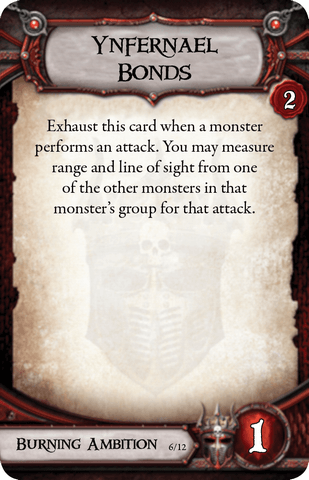 Ynfernael
Bonds
2
Exhaust this card when a monster
performs an attack. You may measure
range and line of sight from one
of the other monsters in that
monster's group for that attack.
Burning Ambition 6/12
1